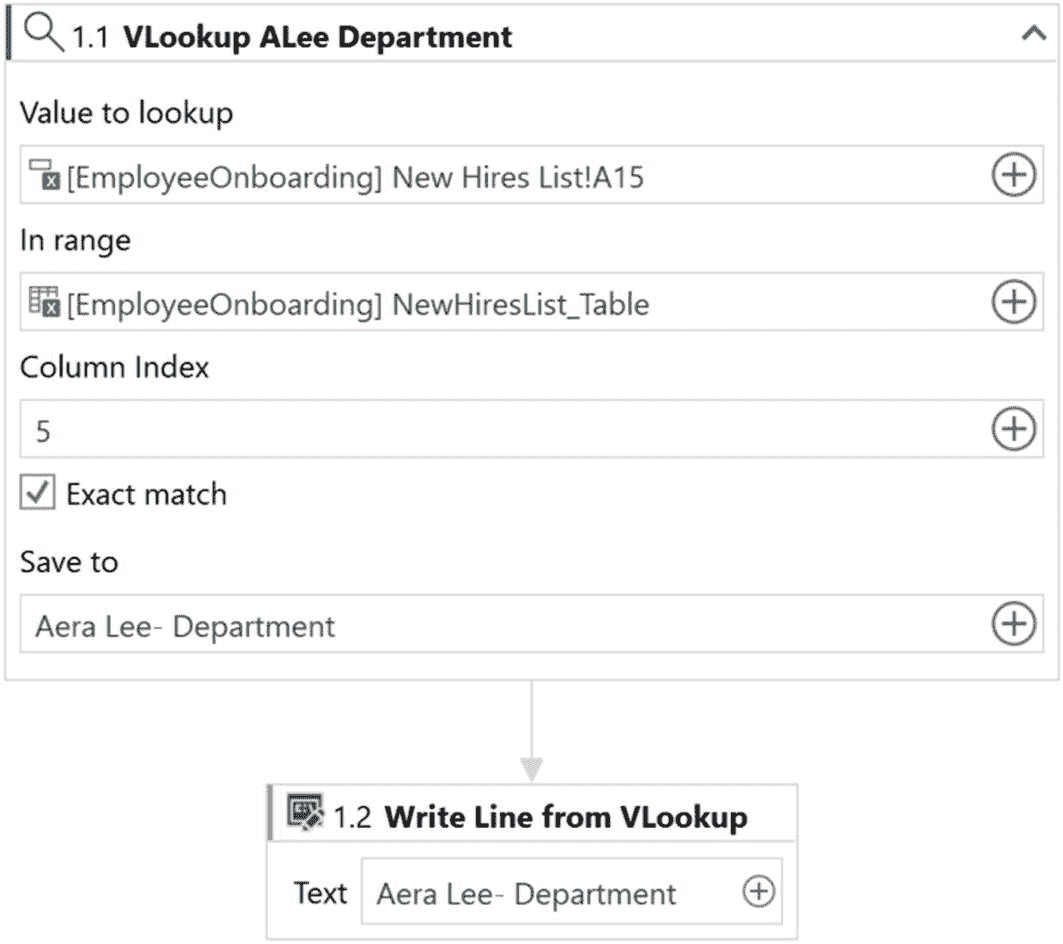 1.1 VLookup ALee Department
Value to lookup
[EmployeeOnboarding] New Hires List!A15
In range
[EmployeeOnboarding] NewHiresList_Table
Column Index
5
Exact match
Save to
Aera Lee- Department
1.2 Write Line from VLookup
Text Aera Lee- Department